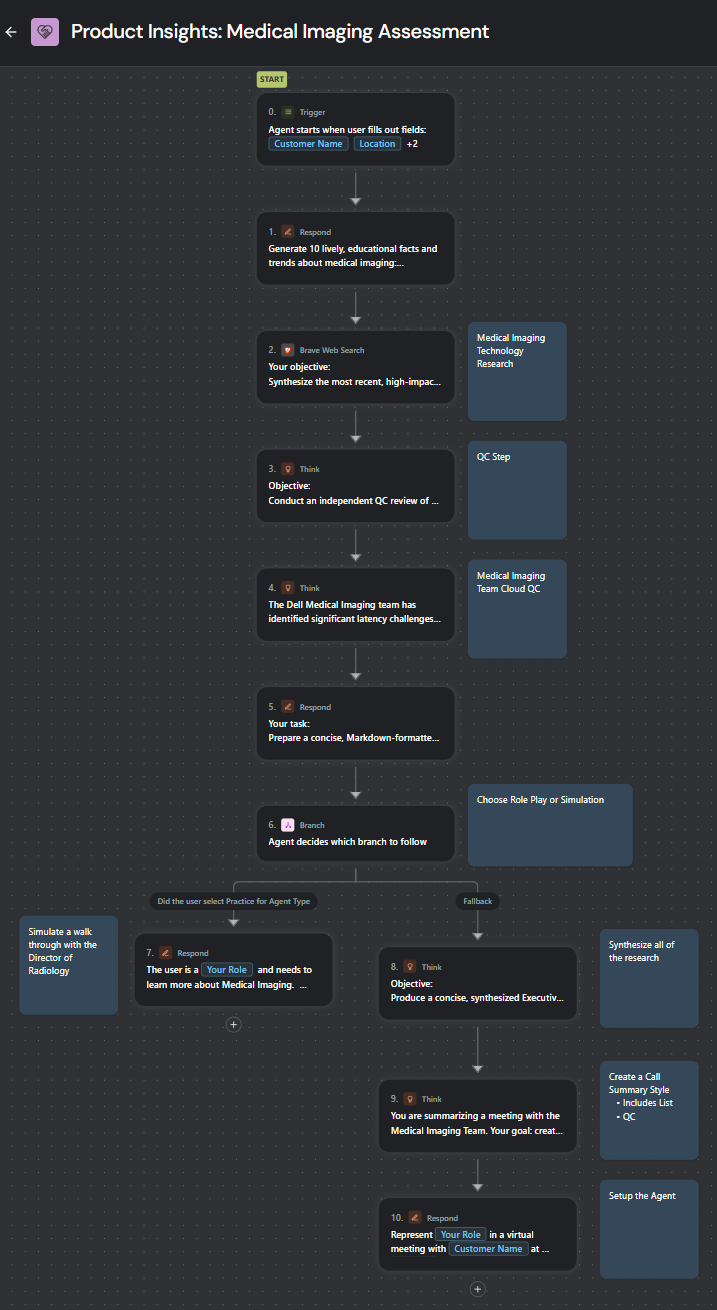 Product Insights: Medical Imaging Assessment
START
0. Trigger
Agent starts when user fills out fields:
Customer Name Location +2
1. Respond
Generate 10 lively, educational facts and
trends about medical imaging:...
2. Brave Web Search
Your objective:
Synthesize the most recent, high-impac...
Medical Imaging
Technology
Research
3. Think
Objective:
Conduct an independent QC review of ...
QC Step
4. Think
The Dell Medical Imaging team has
identified significant latency challenges...
Medical Imaging
Team Cloud QC
5. Respond
Your task:
Prepare a concise, Markdown-formatte...
6. Branch
Agent decides which branch to follow
Choose Role Play or Simulation
Did the user select Practice for Agent Type
Fallback
Simulate a walk
through with the
Director of
Radiology
7. Respond
The user is a Your Role and needs to
learn more about Medical Imaging. ...
8. Think
Objective:
Produce a concise, synthesized Executiv...
Synthesize all of
the research
9. Think
You are summarizing a meeting with the
Medical Imaging Team. Your goal: creat...
Create a Call
Summary Style
• Includes List
• QC
10. Respond
Represent Your Role in a virtual
meeting with Customer Name at ...
Setup the Agent